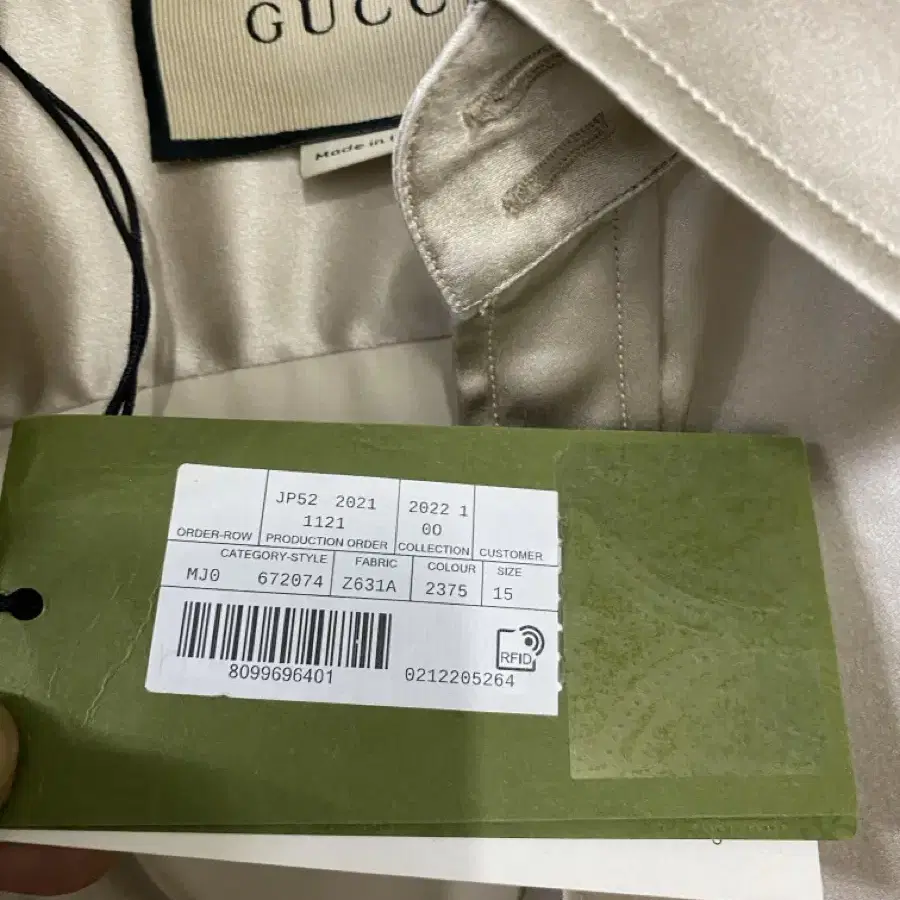 GUCC
Made in
JP52 2021 2022 1
1121 00
ORDER-ROW PRODUCTION ORDER COLLECTION CUSTOMER
CATEGORY-STYLE FABRIC COLOUR SIZE
MJ0 672074 Z631A 2375 15
8099696401 0212205264
RFID